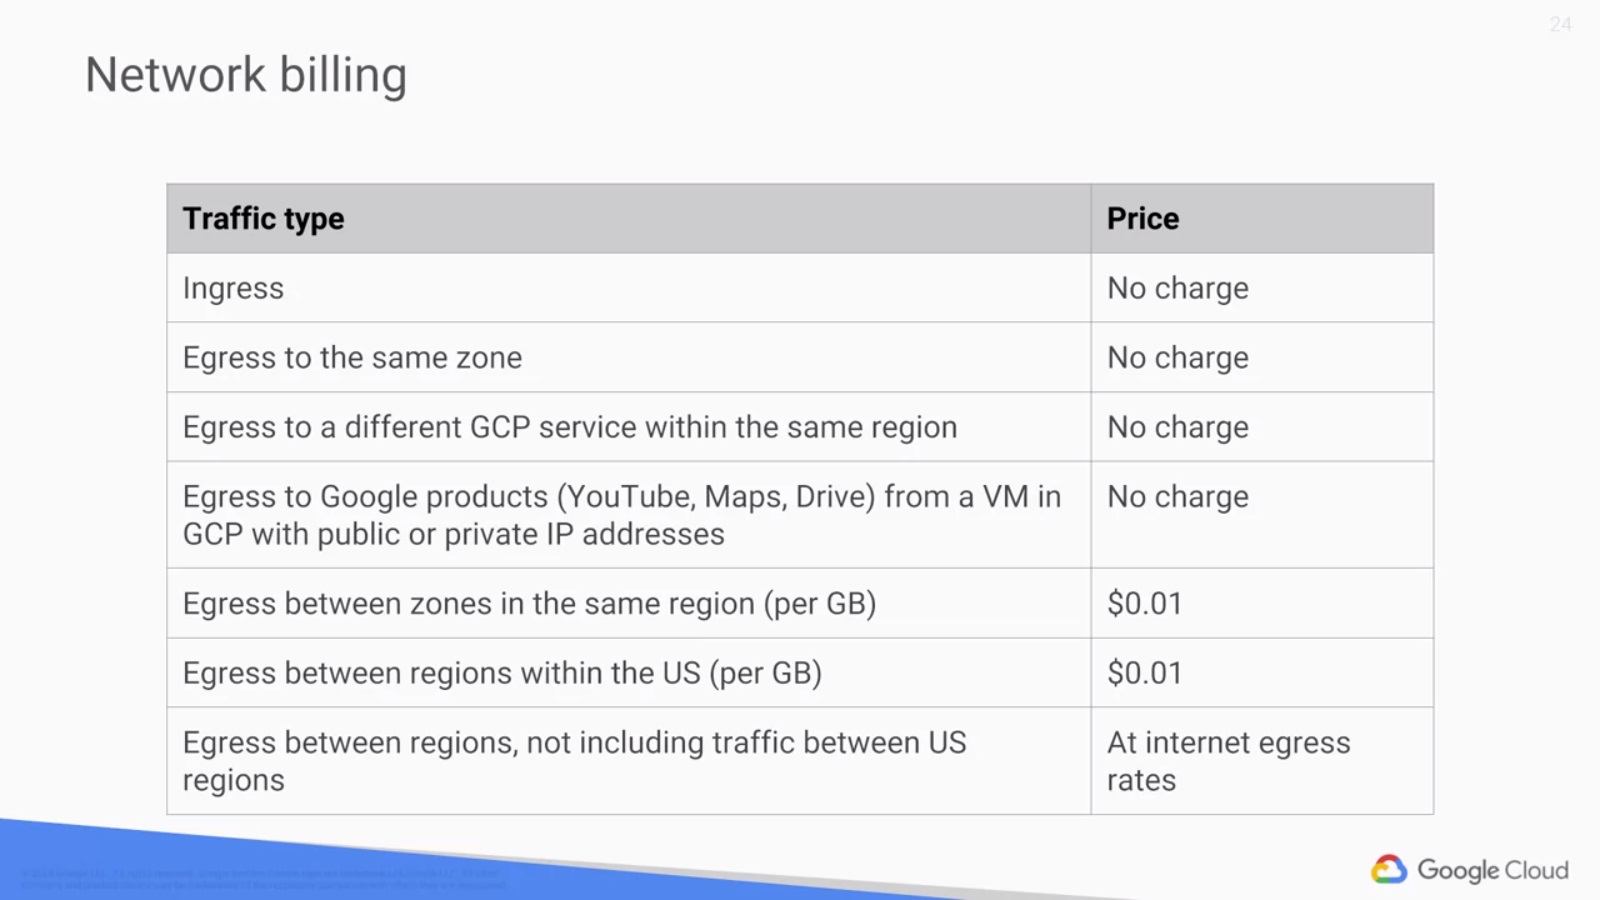 24
Network billing
Traffic type
Price
Ingress
No charge
Egress to the same zone
No charge
Egress to a different GCP service within the same region
No charge
Egress to Google products (YouTube, Maps, Drive) from a VM in
GCP with public or private IP addresses
No charge
Egress between zones in the same region (per GB)
$0.01
Egress between regions within the US (per GB)
$0.01
Egress between regions, not including traffic between US
regions
At internet egress
rates
Google Cloud